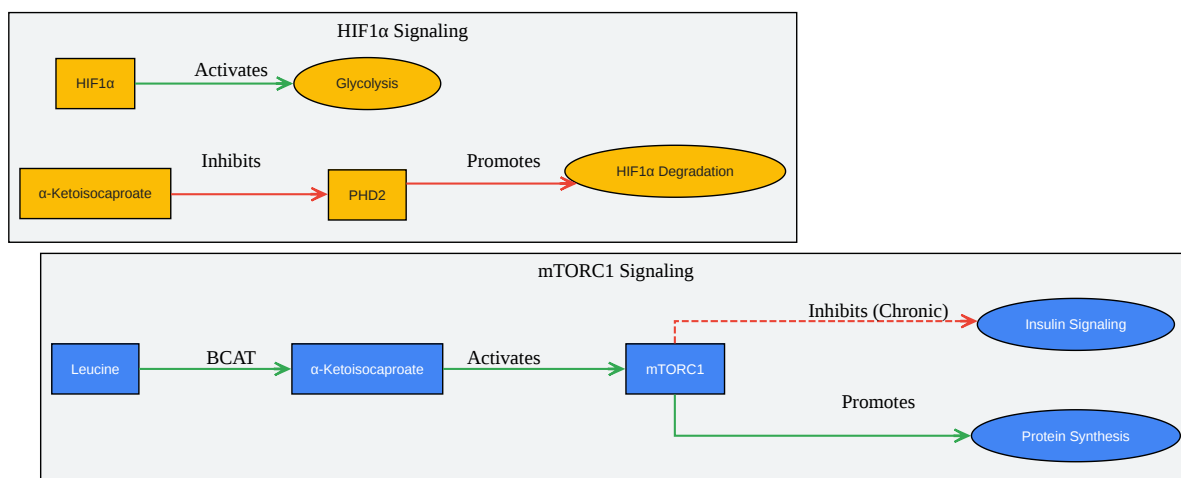 HIF1α Signaling
HIF1α
Activates
Glycolysis
α-Ketoisocaproate
Inhibits
PHD2
Promotes
HIF1α Degradation
mTORC1 Signaling
Leucine
BCAT
α-Ketoisocaproate
Activates
mTORC1
Inhibits (Chronic)
Insulin Signaling
Promotes
Protein Synthesis